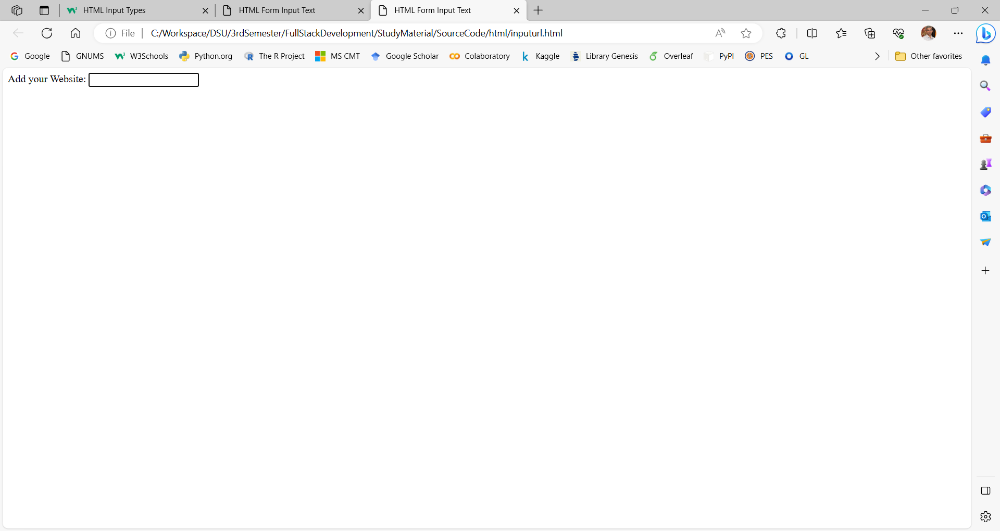 HTML Input Types
HTML Form Input Text
HTML Form Input Text
File C:/Workspace/DSU/3rdSemester/FullStackDevelopment/StudyMaterial/SourceCode/html/inputurl.html
Google GNUMS W3Schools Python.org The R Project MS CMT Google Scholar Colaboratory Kaggle Library Genesis Overleaf PyPI PES GL Other favorites
Add your Website: